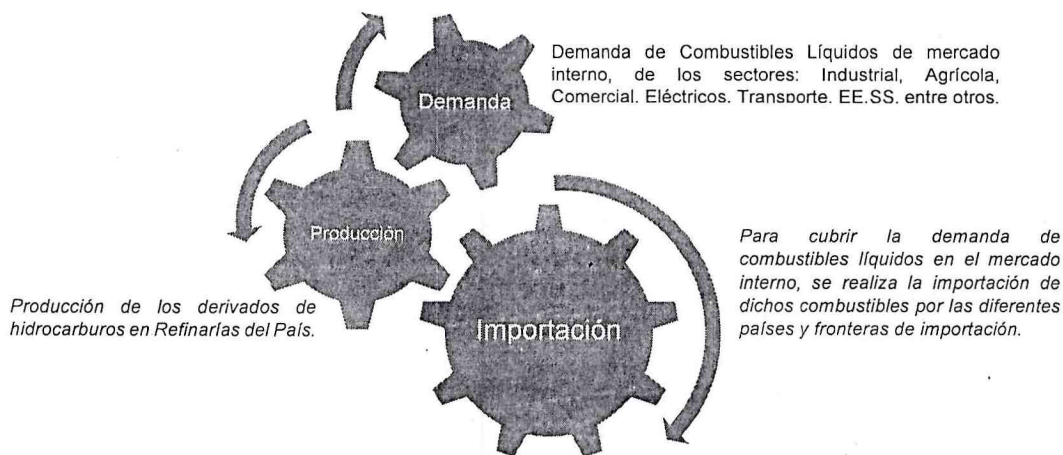 Demanda de Combustibles Líquidos de mercado
interno, de los sectores: Industrial, Agrícola,
Comercial. Eléctricos. Transporte. EE.SS. entre otros.
Demanda
Producción
Importación
Producción de los derivados de
hidrocarburos en Refinarías del País.
Para cubrir la demanda de
combustibles líquidos en el mercado
interno, se realiza la importación de
dichos combustibles por las diferentes
países y fronteras de importación.